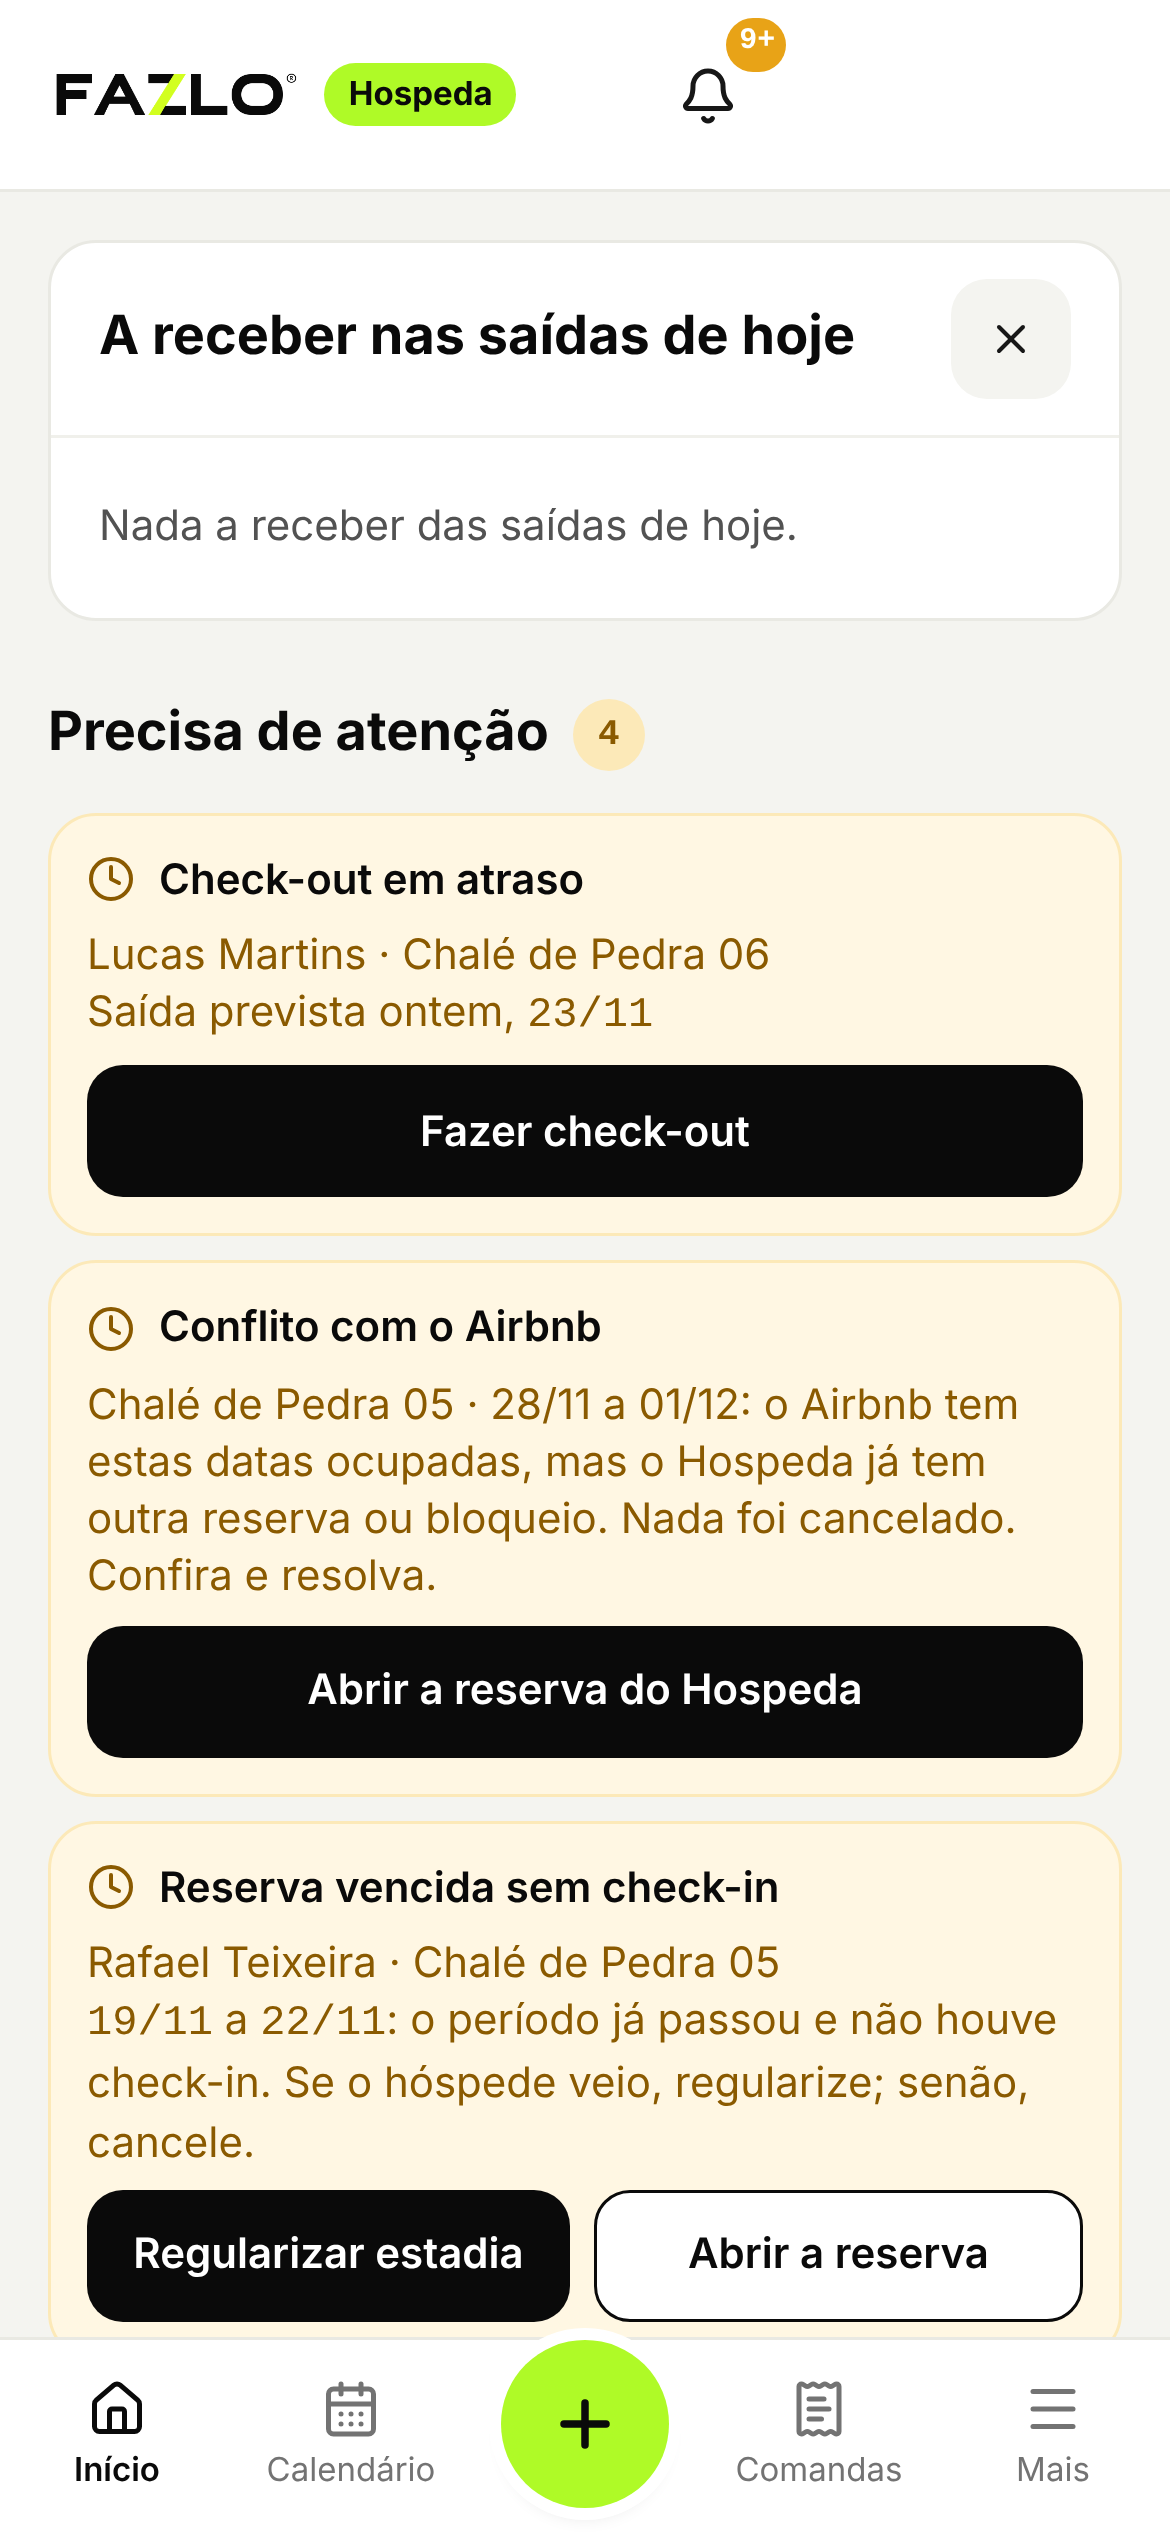 FAZLO®
Hospeda
9+
A receber nas saídas de hoje
Nada a receber das saídas de hoje.
Precisa de atenção 4
Check-out em atraso
Lucas Martins · Chalé de Pedra 06
Saída prevista ontem, 23/11
Fazer check-out
Conflito com o Airbnb
Chalé de Pedra 05 · 28/11 a 01/12: o Airbnb tem
estas datas ocupadas, mas o Hospeda já tem
outra reserva ou bloqueio. Nada foi cancelado.
Confira e resolva.
Abrir a reserva do Hospeda
Reserva vencida sem check-in
Rafael Teixeira · Chalé de Pedra 05
19/11 a 22/11: o período já passou e não houve
check-in. Se o hóspede veio, regularize; senão,
cancele.
Regularizar estadia
Abrir a reserva
Início
Calendário
Comandas
Mais